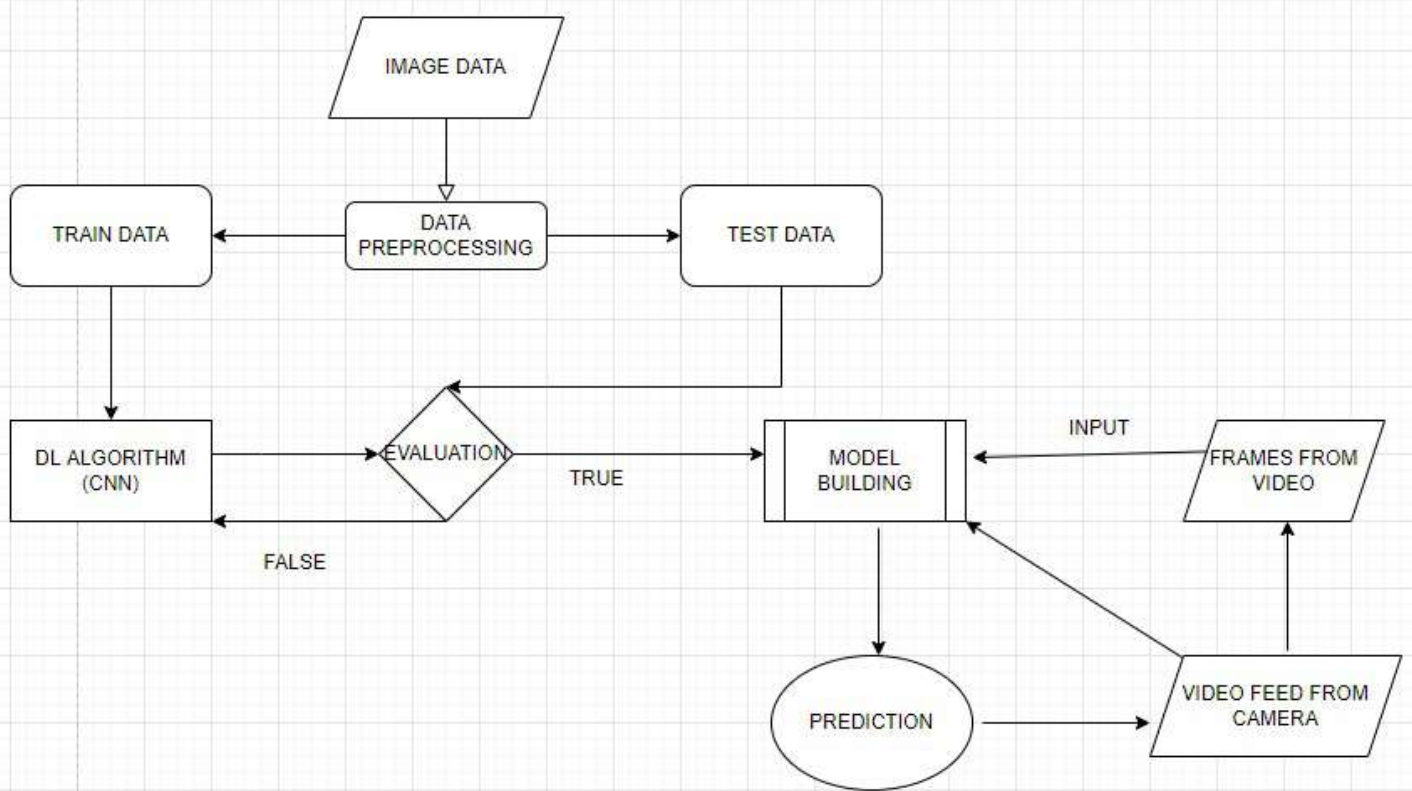 IMAGE DATA
TRAIN DATA
DATA
PREPROCESSING
TEST DATA
DL ALGORITHM
(CNN)
EVALUATION
TRUE
FALSE
MODEL
BUILDING
INPUT
FRAMES FROM
VIDEO
PREDICTION
VIDEO FEED FROM
CAMERA